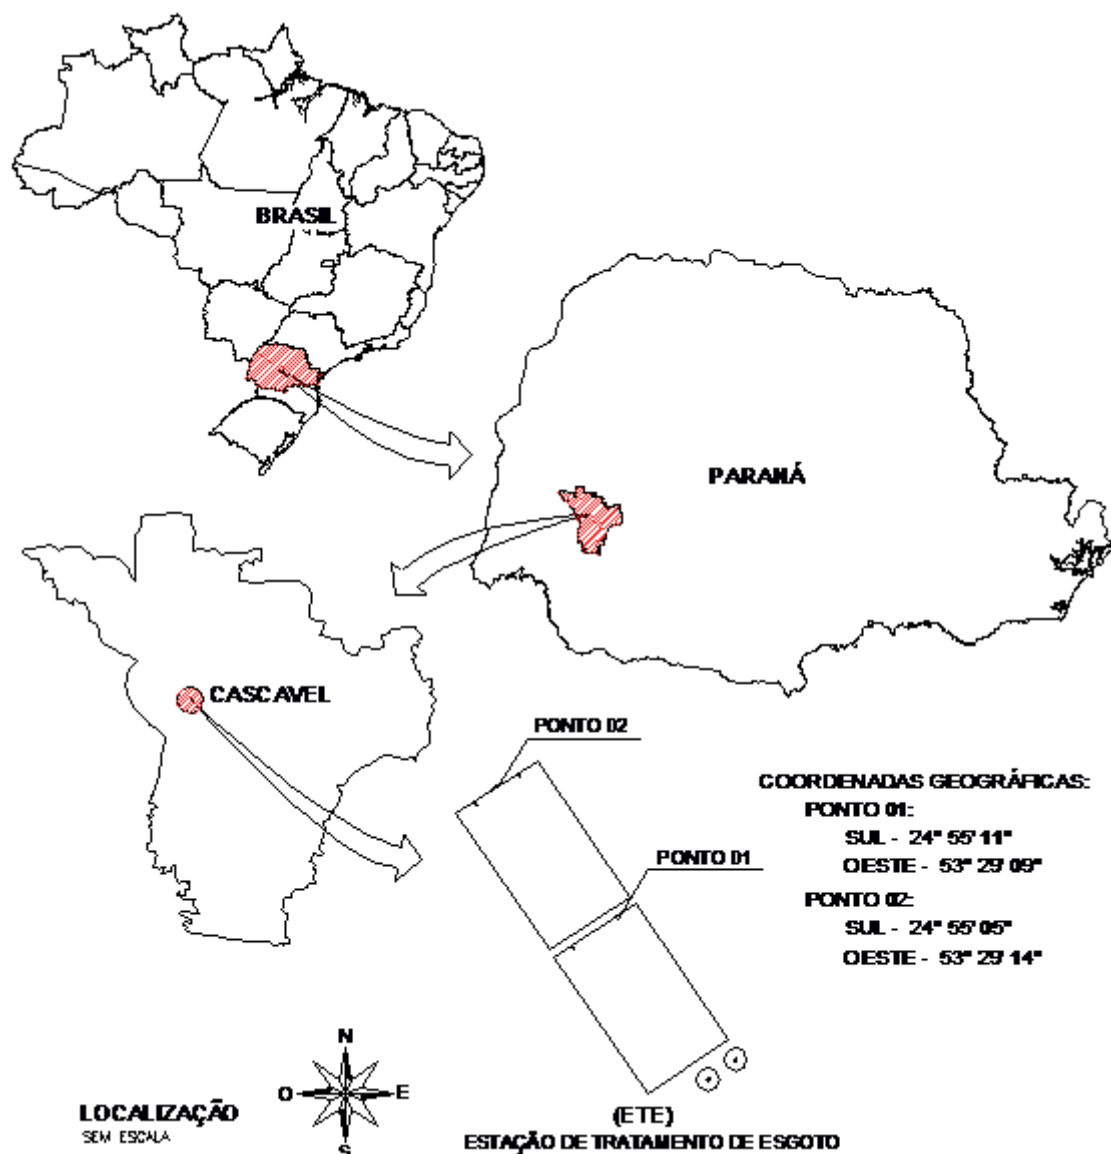 BRASIL
PARANÁ
CASCAVEL
PONTO 02
COORDENADAS GEOGRÁFICAS:
PONTO 01:
SUL - 24° 55' 11"
OESTE - 53° 29' 09"
PONTO 02:
SUL - 24° 55' 05"
OESTE - 53° 29' 14"
PONTO 01
N
O E
S
LOCALIZAÇÃO
SEM ESCALA
(ETE)
ESTAÇÃO DE TRATAMENTO DE ESGOTO